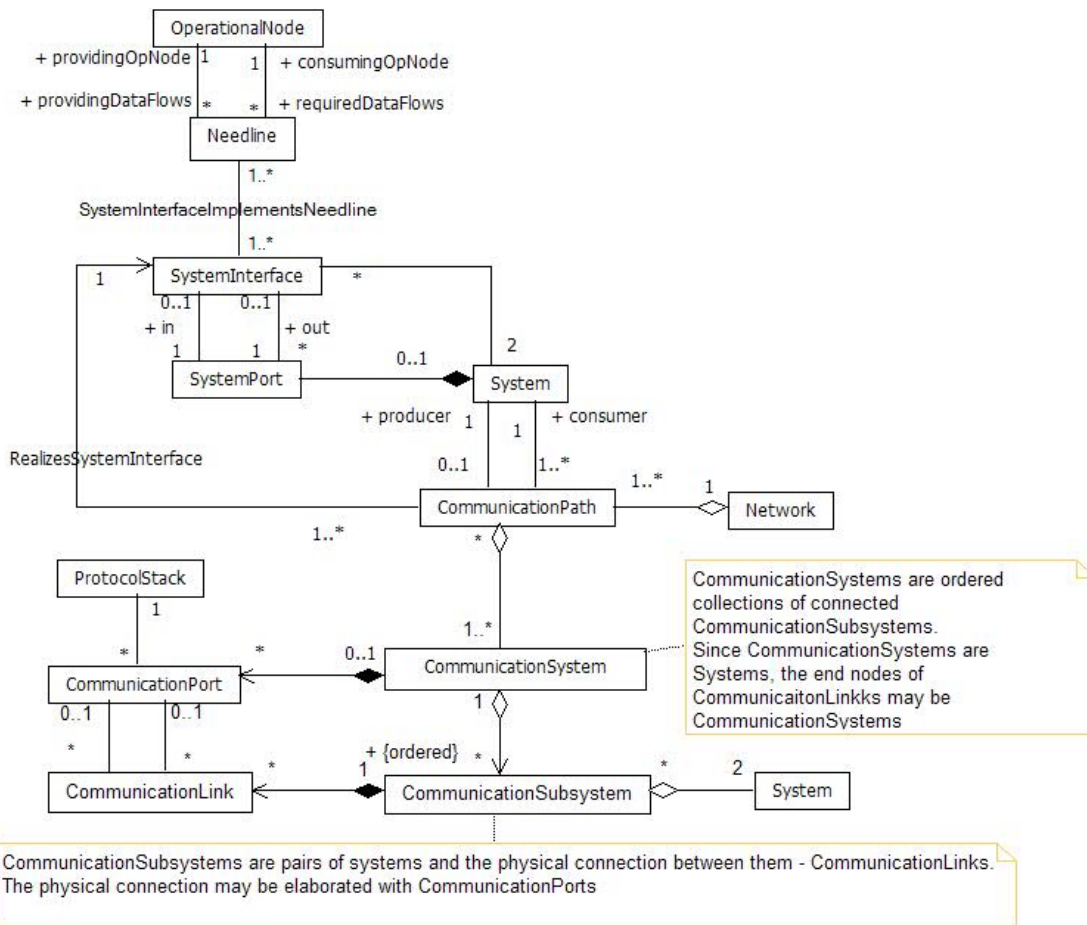 OperationalNode
+ providingOpNode
1
1
+ consumingOpNode
+ providingDataFlows
*
*
+ requiredDataFlows
Needline
1..*
SystemInterfaceImplementsNeedline
1..*
1
SystemInterface
*
0..1
0..1
+ in
+ out
1
1
*
0..1
2
SystemPort
System
+ producer
1
1
+ consumer
RealizesSystemInterface
0..1
1..*
1..*
1
CommunicationPath
Network
1..*
*
ProtocolStack
1
CommunicationSystems are ordered
collections of connected
CommunicationSubsystems.
Since CommunicationSystems are
Systems, the end nodes of
CommunicaitonLinkks may be
CommunicationSystems
1..*
*
*
0..1
CommunicationSystem
CommunicationPort
0..1
0..1
1
*
*
+ {ordered}
*
*
1
*
2
CommunicationLink
CommunicationSubsystem
System
CommunicationSubsystems are pairs of systems and the physical connection between them - CommunicationLinks.
The physical connection may be elaborated with CommunicationPorts